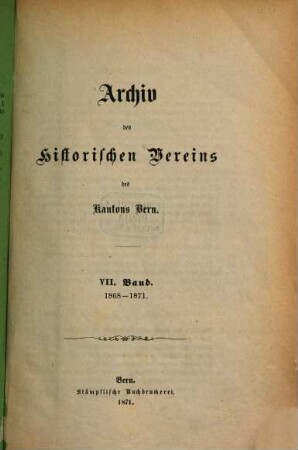 Archiv
des
Historischen Vereins
des
Kantons Bern.
VII. Band.
1868—1871.
Bern.
Stämpflische Buchdruckerei.
1871.